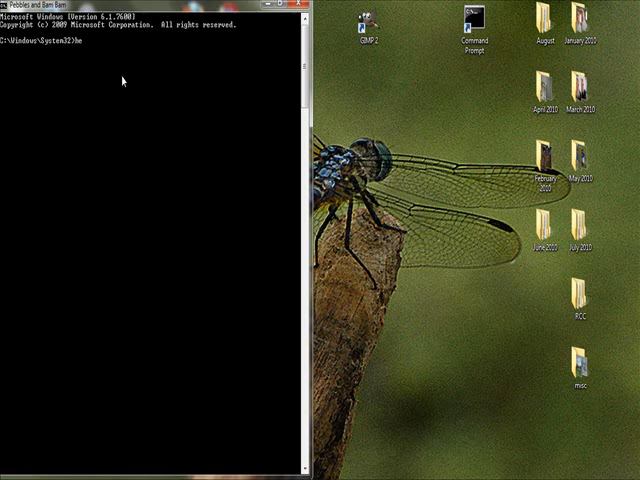 Pebbles and Bam Bam
Microsoft Windows [Version 6.1.7600]
Copyright (c) 2009 Microsoft Corporation.  All rights reserved.
C:\Windows\System32>he
GIMP 2
Command Prompt
August
January 2010
April 2010
March 2010
February 2010
May 2010
June 2010
July 2010
RCC
misc